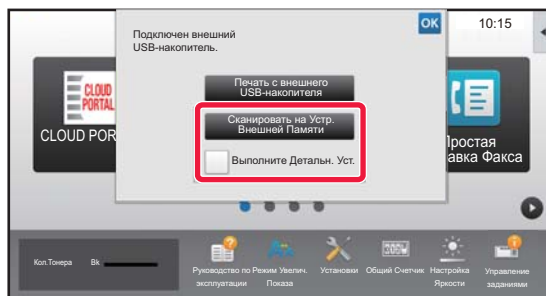 OK
10:15
Подключен внешний
USB-накопитель.
Печать с внешнего
USB-накопителя
Сканировать на Устр.
Внешней Памяти
Выполните Детальн. Уст.
CLOUD
PORTAL
CLOUD POR
Простая
авка Факса
Кол.Тонера Bk
Руководство по
эксплуатации
Режим Увелич.
Показа
Установки
Общий Счетчик
Настройка
Яркости
Управление
заданиями